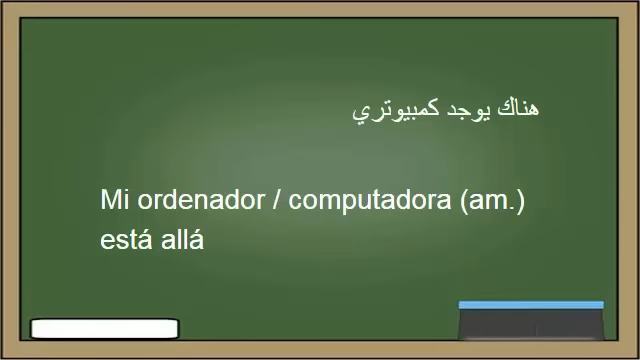 هناك يوجد كمبيوتري
Mi ordenador / computadora (am.)
está allá